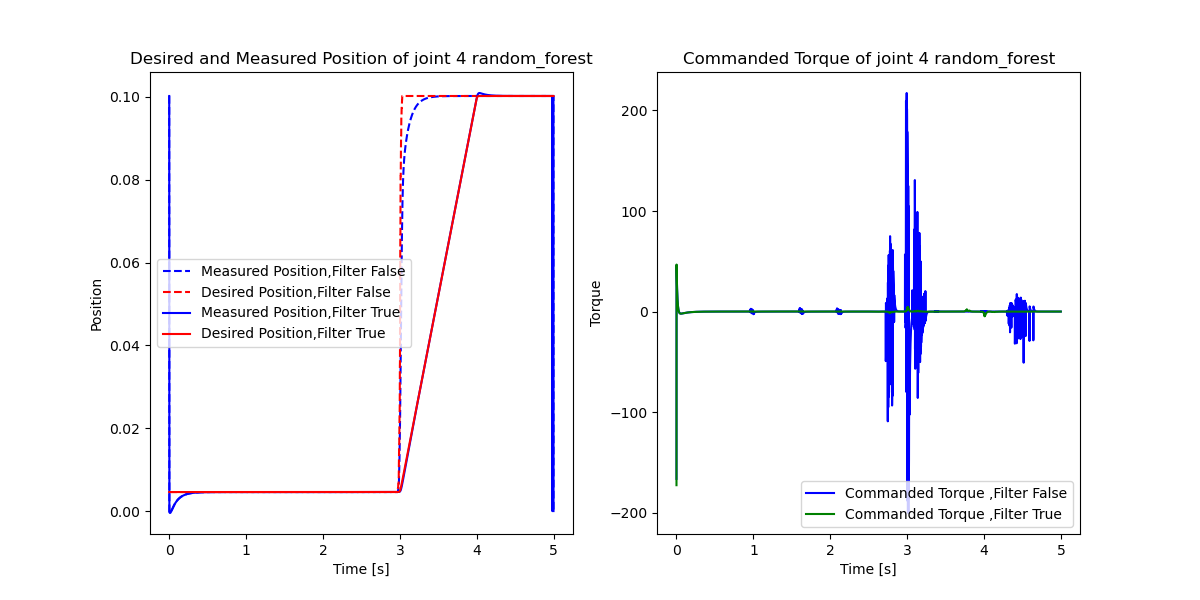 Desired and Measured Position of joint 4 random_forest
Position
0.10
0.08
0.06
0.04
0.02
0.00
Measured Position,Filter False
Desired Position,Filter False
Measured Position,Filter True
Desired Position,Filter True
0
1
2
3
4
5
Time [s]
Commanded Torque of joint 4 random_forest
Torque
200
100
0
−100
−200
Commanded Torque ,Filter False
Commanded Torque ,Filter True
0
1
2
3
4
5
Time [s]